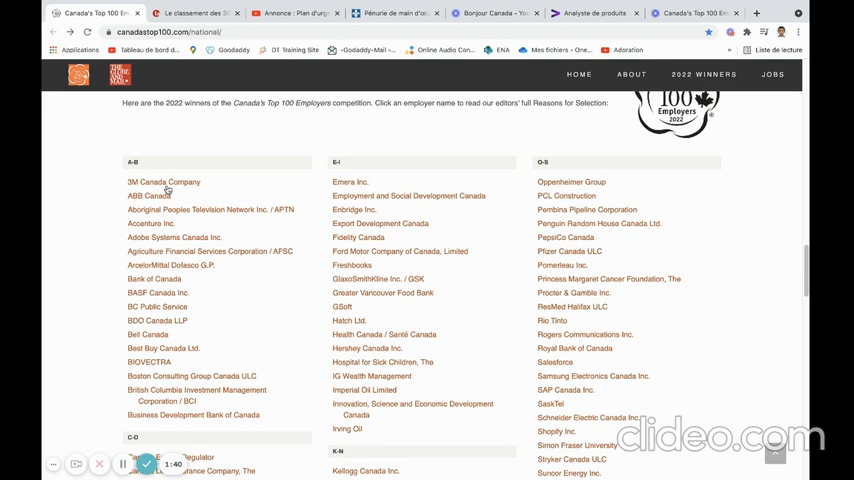 Canada's Top 100 Em
Le classement des 30
Annonce : Plan d'urge
Pénurie de main d'œu
Bonjour Canada - You
Analyste de produits
Canada's Top 100 Em
canadastop100.com/national/
Applications
Tableau de bord d...
Goodaddy
DT Training Site
-Godaddy-Mail-...
Online Audio Con...
ENA
Mes fichiers - One...
Adoration
Liste de lecture
THE GLOBE AND MAIL
HOME
ABOUT
2022 WINNERS
JOBS
Here are the 2022 winners of the Canada's Top 100 Employers competition. Click an employer name to read our editors' full Reasons for Selection:
100
Employers
2022
A-B
3M Canada Company
ABB Canada
Aboriginal Peoples Television Network Inc. / APTN
Accenture Inc.
Adobe Systems Canada Inc.
Agriculture Financial Services Corporation / AFSC
ArcelorMittal Dofasco G.P.
Bank of Canada
BASF Canada Inc.
BC Public Service
BDO Canada LLP
Bell Canada
Best Buy Canada Ltd.
BIOVECTRA
Boston Consulting Group Canada ULC
British Columbia Investment Management
Corporation / BCI
Business Development Bank of Canada
C-D
Regulator
ance Company, The
E-I
Emera Inc.
Employment and Social Development Canada
Enbridge Inc.
Export Development Canada
Fidelity Canada
Ford Motor Company of Canada, Limited
Freshbooks
GlaxoSmithKline Inc. / GSK
Greater Vancouver Food Bank
GSoft
Hatch Ltd.
Health Canada / Santé Canada
Hershey Canada Inc.
Hospital for Sick Children, The
IG Wealth Management
Imperial Oil Limited
Innovation, Science and Economic Development
Canada
Irving Oil
K-N
Kellogg Canada Inc.
O-S
Oppenheimer Group
PCL Construction
Pembina Pipeline Corporation
Penguin Random House Canada Ltd.
PepsiCo Canada
Pfizer Canada ULC
Pomerleau Inc.
Princess Margaret Cancer Foundation, The
Procter & Gamble Inc.
ResMed Halifax ULC
Rio Tinto
Rogers Communications Inc.
Royal Bank of Canada
Salesforce
Samsung Electronics Canada Inc.
SAP Canada Inc.
SaskTel
Schneider Electric Canada Inc.
Shopify Inc.
Simon Fraser University
Stryker Canada ULC
Suncor Energy Inc.
1:40
clideo.com